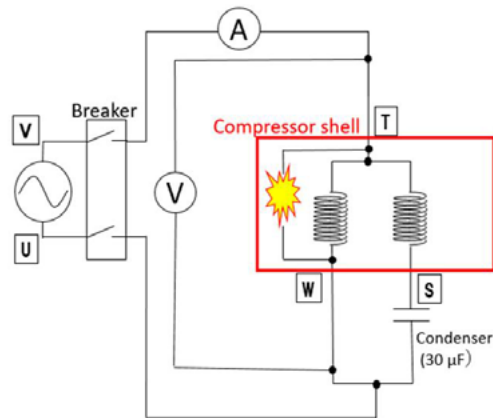 A
Breaker
T
Compressor shell
V
V
U
W
S
Condenser
(30 μF)